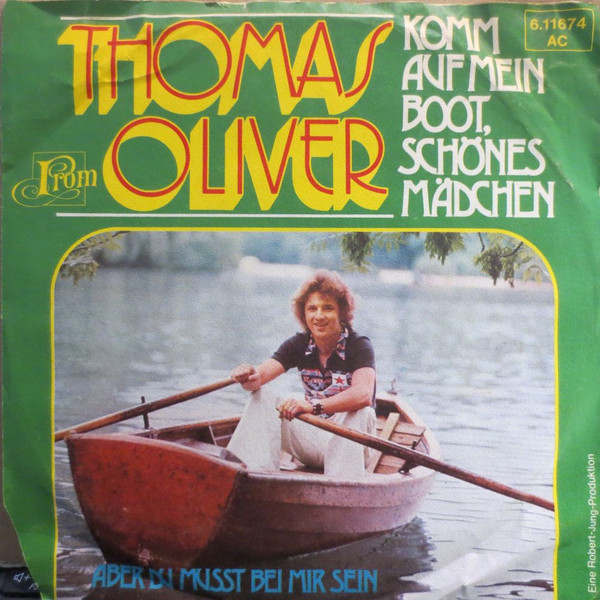 THOMAS
OLIVER
Prom
KOMM
AUF MEIN
BOOT,
SCHÖNES
MÄDCHEN
6.11674
AC
ABER DU MUSST BEI MIR SEIN
Eine Robert-Jung-Produktion